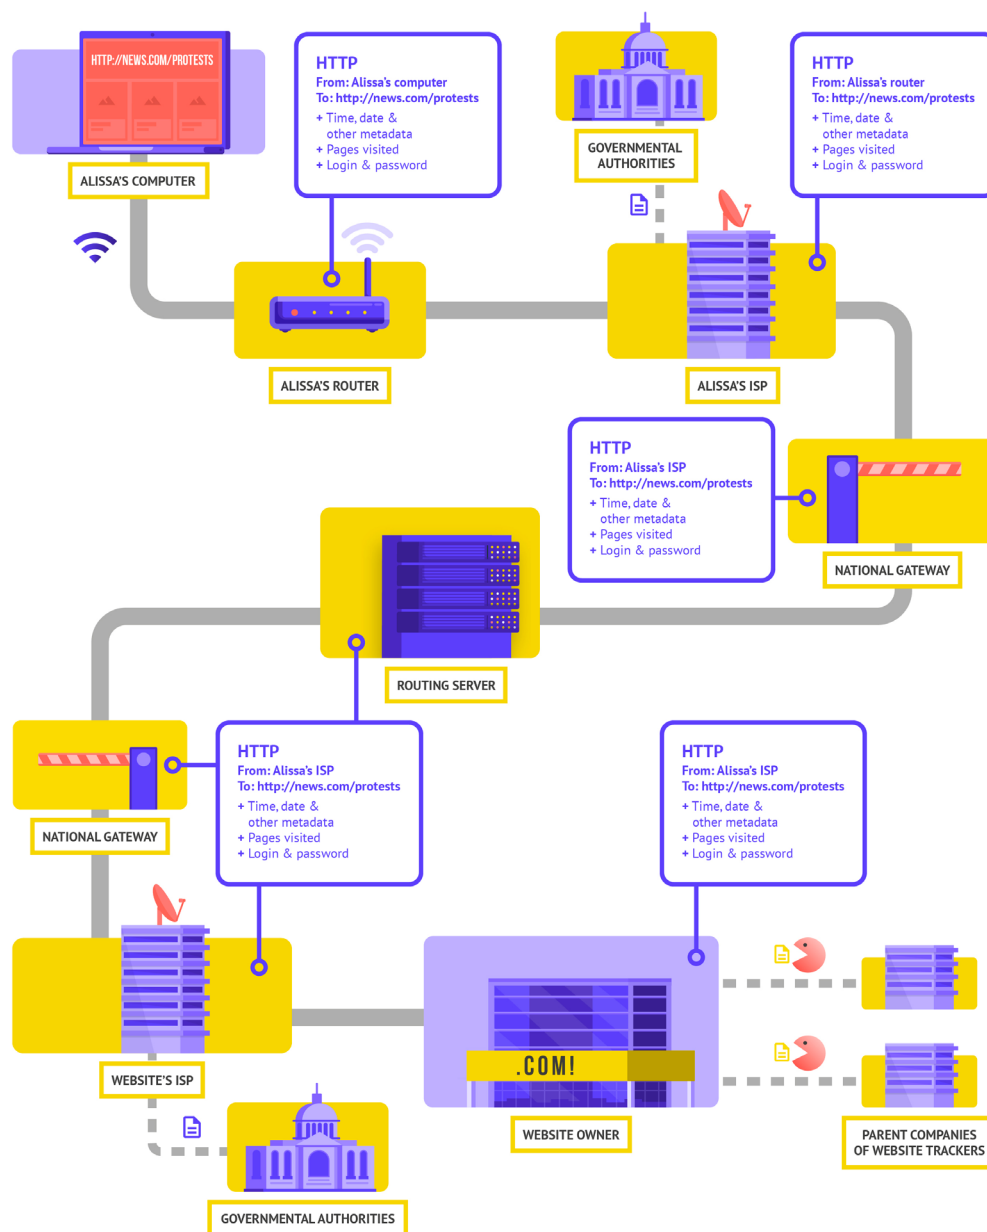 HTTP://NEWS.COM/PROTESTS
ALISSA'S COMPUTER
HTTP
From: Alissa's computer
To: http://news.com/protests
+ Time, date &
other metadata
+ Pages visited
+ Login & password
GOVERNMENTAL
AUTHORITIES
HTTP
From: Alissa's router
To: http://news.com/protests
+ Time, date &
other metadata
+ Pages visited
+ Login & password
ALISSA'S ROUTER
ALISSA'S ISP
HTTP
From: Alissa's ISP
To: http://news.com/protests
+ Time, date &
other metadata
+ Pages visited
+ Login & password
NATIONAL GATEWAY
ROUTING SERVER
NATIONAL GATEWAY
HTTP
From: Alissa's ISP
To: http://news.com/protests
+ Time, date &
other metadata
+ Pages visited
+ Login & password
HTTP
From: Alissa's ISP
To: http://news.com/protests
+ Time, date &
other metadata
+ Pages visited
+ Login & password
WEBSITE'S ISP
.COM!
WEBSITE OWNER
PARENT COMPANIES
OF WEBSITE TRACKERS
GOVERNMENTAL AUTHORITIES